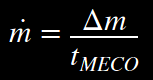 ṁ = Δm / t_MECO